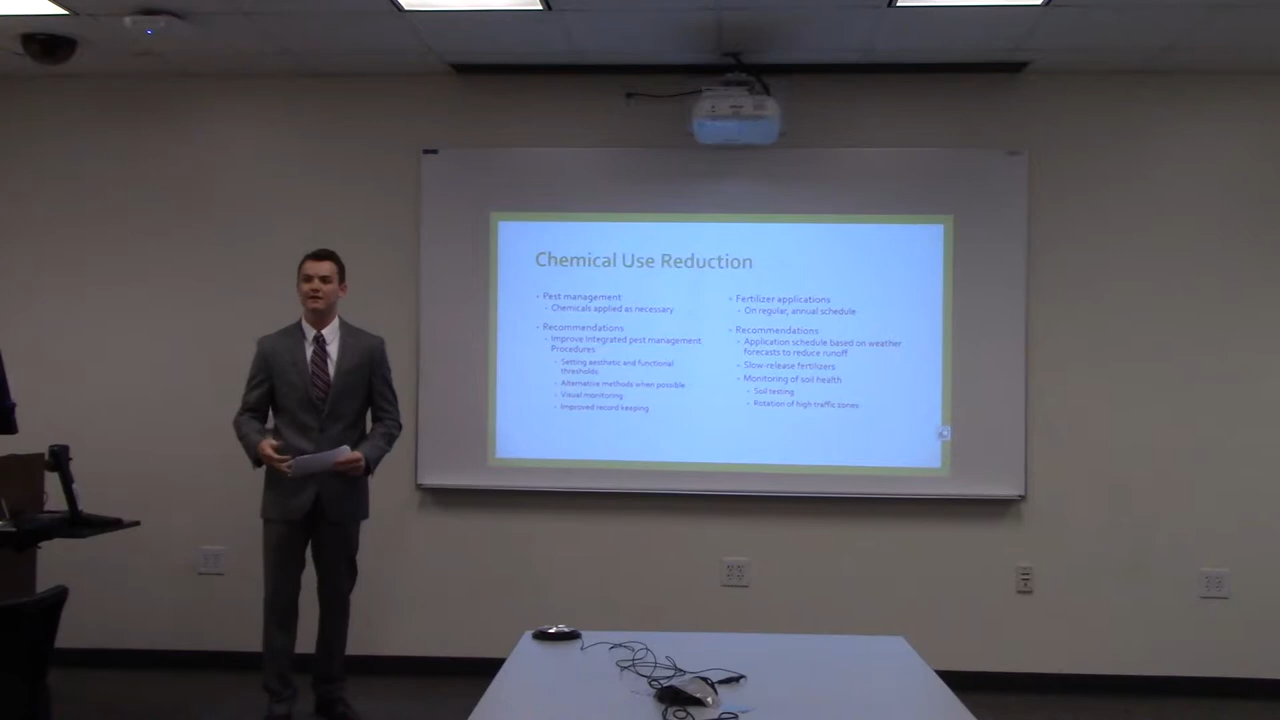 Chemical Use Reduction
Pest management
Chemicals applied as necessary
Recommendations
Improve Integrated pest management
Procedures
Setting aesthetic and functional
thresholds
Alternative methods when possible
Visual monitoring
Improved record keeping
Fertilizer applications
On regular, annual schedule
Recommendations
Application schedule based on weather
forecasts to reduce runoff
Slow-release fertilizers
Monitoring of soil health
Soil testing
Rotation of high traffic zones